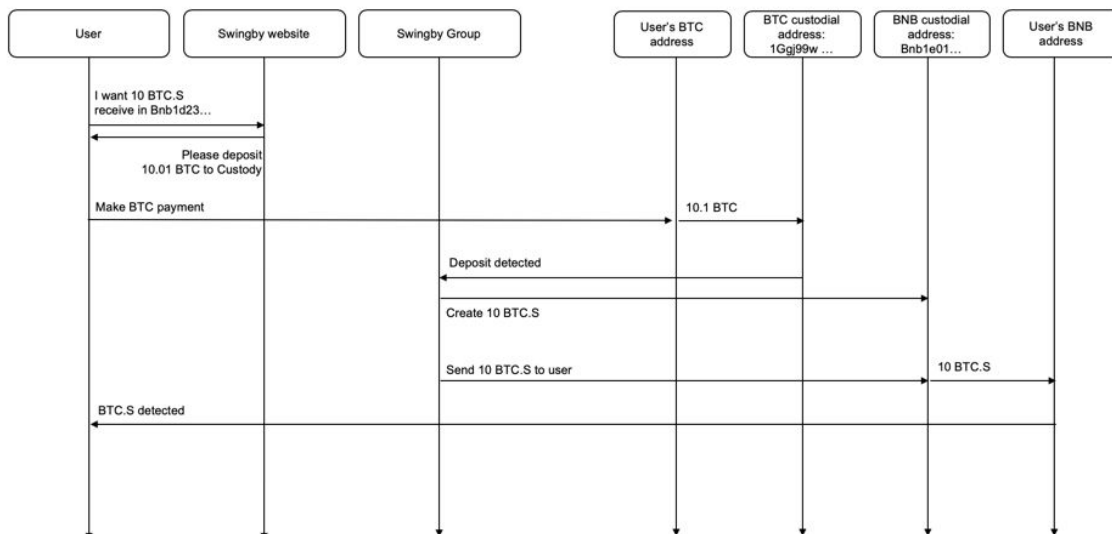 User
Swingby website
Swingby Group
User's BTC
address
BTC custodial
address:
1Ggj99w ...
BNB custodial
address:
Bnb1e01...
User's BNB
address
I want 10 BTC.S
receive in Bnb1d23...
Please deposit
10.01 BTC to Custody
Make BTC payment
10.1 BTC
Deposit detected
Create 10 BTC.S
Send 10 BTC.S to user
10 BTC.S
BTC.S detected